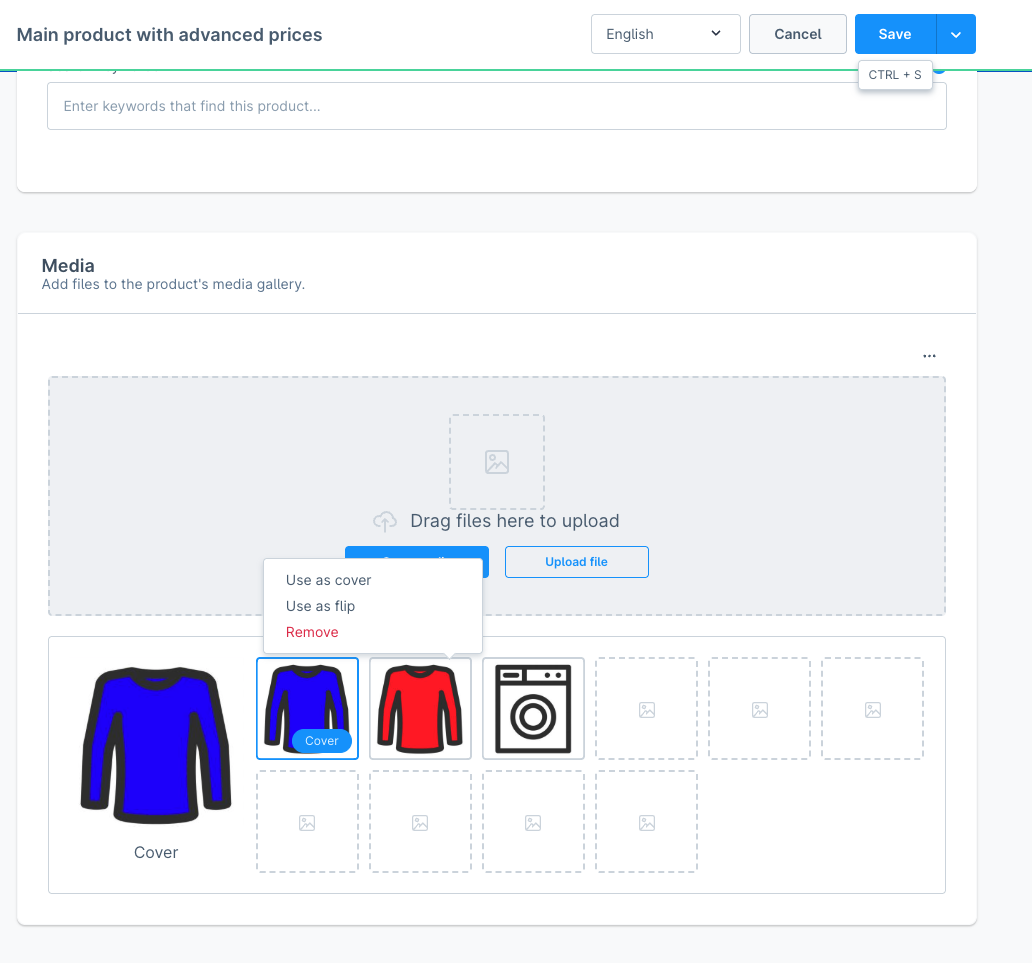 Main product with advanced prices
English
Cancel
Save
CTRL + S
Enter keywords that find this product...
Media
Add files to the product's media gallery.
Drag files here to upload
Upload file
Use as cover
Use as flip
Remove
Cover
Cover